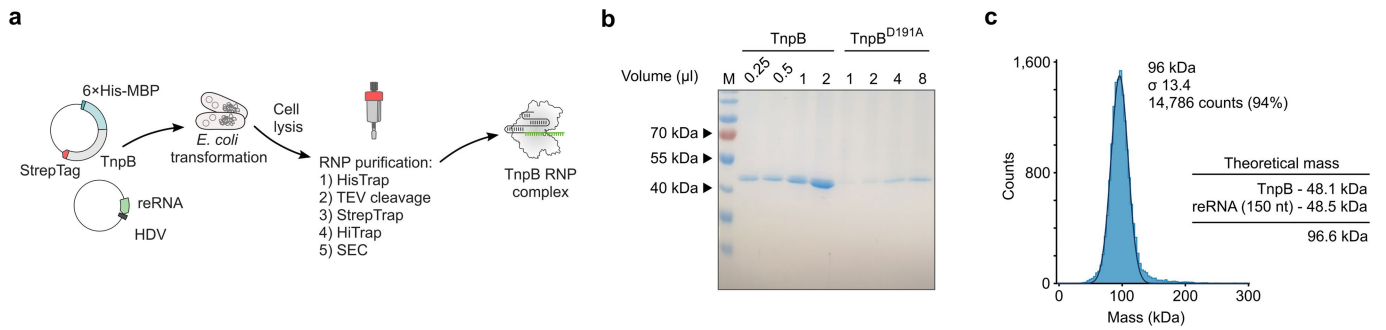 a
6×His-MBP
StrepTag
TnpB
reRNA
HDV
E. coli
transformation
Cell
lysis
RNP purification:
1) HisTrap
2) TEV cleavage
3) StrepTrap
4) HiTrap
5) SEC
TnpB RNP
complex
b
TnpB
TnpBD191A
Volume (µl)
M 0.25 0.5 1 2 1 2 4 8
70 kDa
55 kDa
40 kDa
c
1,600
800
0
Counts
0 100 200 300
Mass (kDa)
96 kDa
σ 13.4
14,786 counts (94%)
Theoretical mass
TnpB - 48.1 kDa
reRNA (150 nt) - 48.5 kDa
96.6 kDa